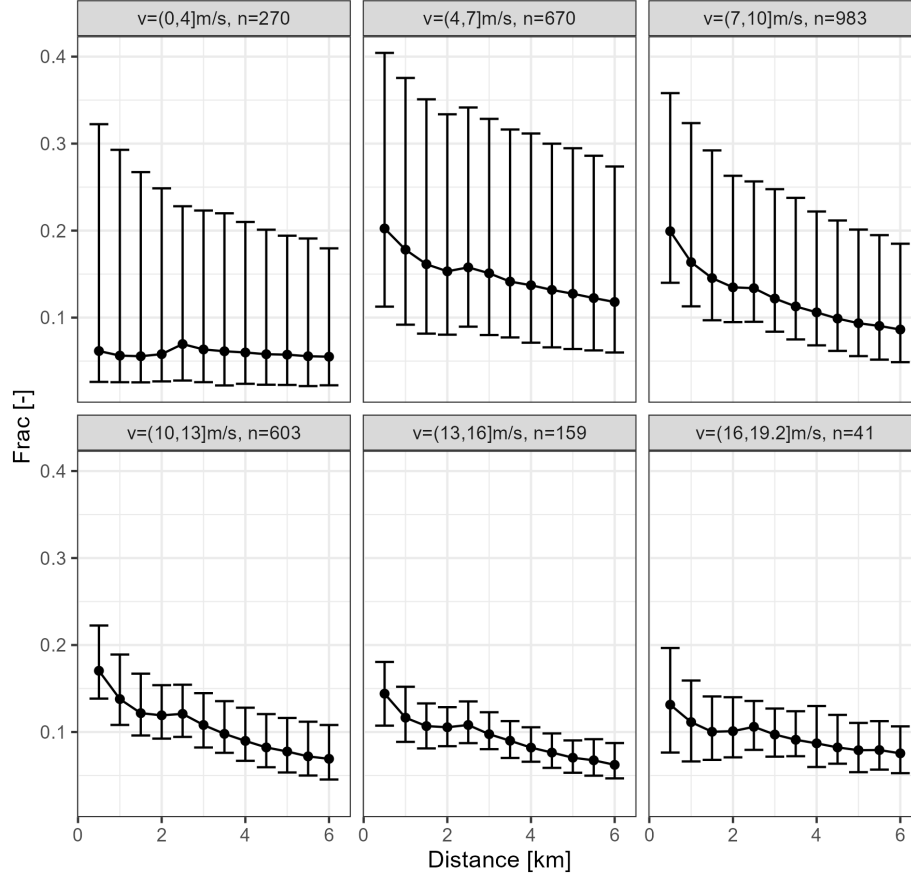 v=(0,4]m/s, n=270
v=(4,7]m/s, n=670
v=(7,10]m/s, n=983
0.4
0.3
0.2
0.1
Frac [-]
v=(10,13]m/s, n=603
v=(13,16]m/s, n=159
v=(16,19.2]m/s, n=41
0.4
0.3
0.2
0.1
0 2 4 6 0 2 4 6 0 2 4 6
Distance [km]